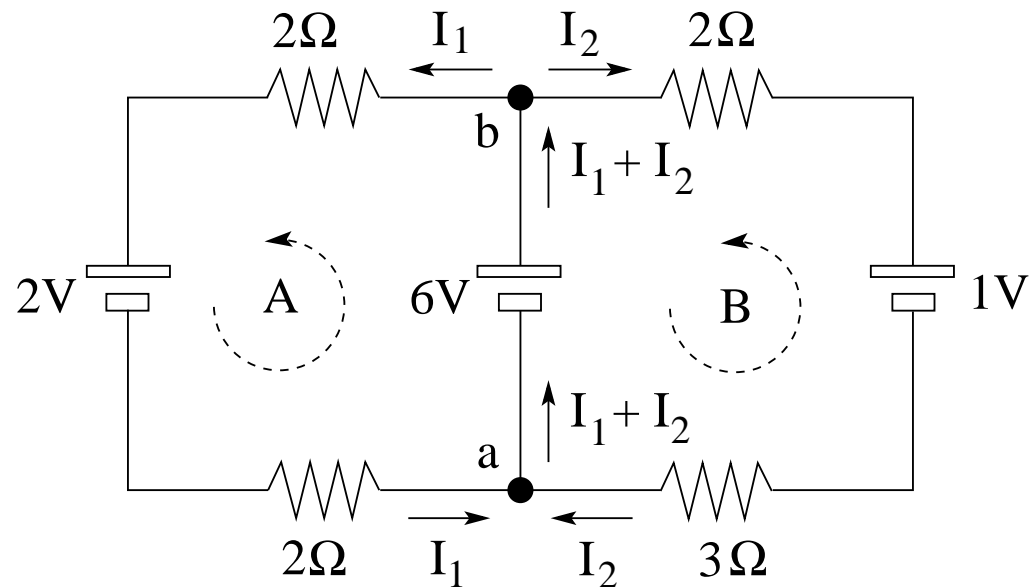 2Ω I₁ I₂ 2Ω
b
I₁ + I₂
2V A 6V B 1V
I₁ + I₂
a
2Ω I₁ I₂ 3Ω